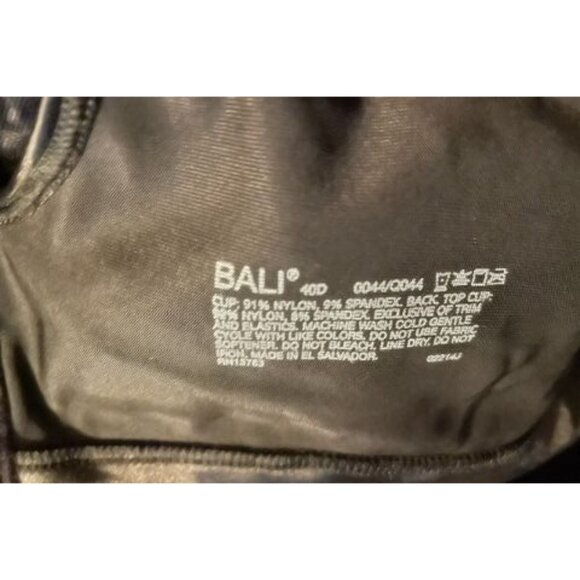 BALI® 40D 0044/Q044
CUP: 91% NYLON, 9% SPANDEX. BACK, TOP CUP:
92% NYLON, 8% SPANDEX. EXCLUSIVE OF TRIM
AND ELASTICS. MACHINE WASH COLD GENTLE
CYCLE WITH LIKE COLORS. DO NOT USE FABRIC
SOFTENER. DO NOT BLEACH. LINE DRY. DO NOT
IRON. MADE IN EL SALVADOR.
RN15763 02214J